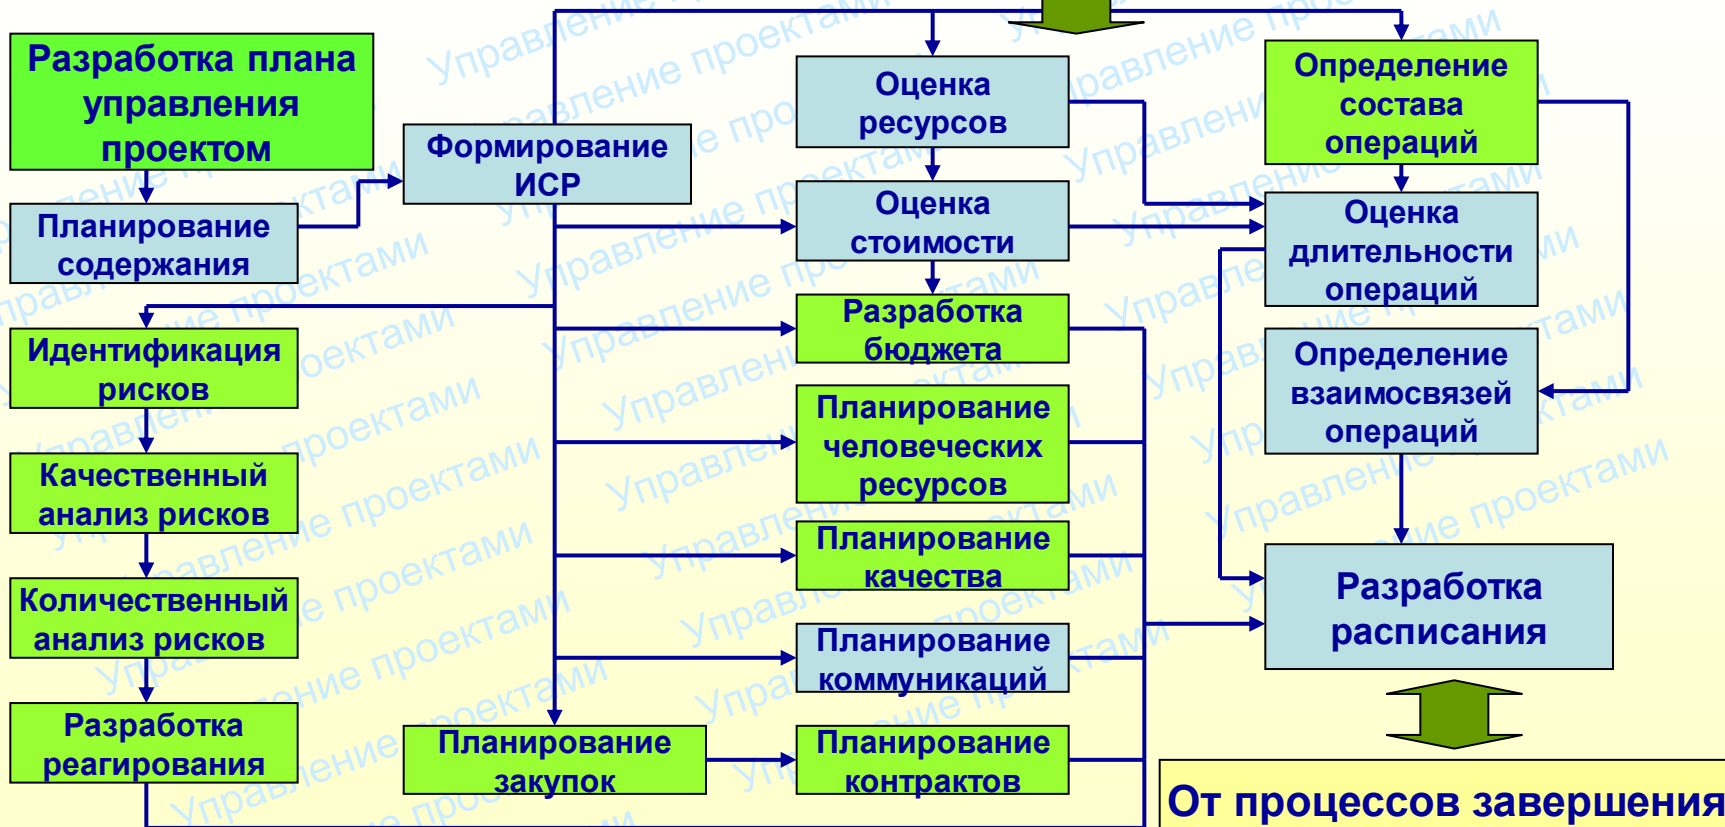 Разработка плана
управления
проектом
Планирование
содержания
Формирование
ИСР
Идентификация
рисков
Качественный
анализ рисков
Количественный
анализ рисков
Разработка
реагирования
Планирование
закупок
Оценка
ресурсов
Оценка
стоимости
Разработка
бюджета
Планирование
человеческих
ресурсов
Планирование
качества
Планирование
коммуникаций
Планирование
контрактов
Определение
состава
операций
Оценка
длительности
операций
Определение
взаимосвязей
операций
Разработка
расписания
От процессов завершения